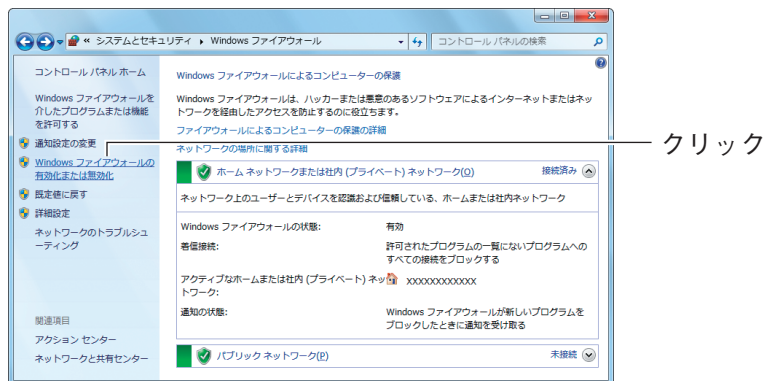 « システムとセキュリティ ▸ Windows ファイアウォール
コントロール パネルの検索
コントロール パネル ホーム
Windows ファイアウォールを
介したプログラムまたは機能
を許可する
通知設定の変更
Windows ファイアウォールの
有効化または無効化
既定値に戻す
詳細設定
ネットワークのトラブルシュ
ーティング
関連項目
アクション センター
ネットワークと共有センター
Windows ファイアウォールによるコンピューターの保護
Windows ファイアウォールは、ハッカーまたは悪意のあるソフトウェアによるインターネットまたはネッ
トワークを経由したアクセスを防止するのに役立ちます。
ファイアウォールによるコンピューターの保護の詳細
ネットワークの場所に関する詳細
ホーム ネットワークまたは社内 (プライベート) ネットワーク(O) 接続済み
ネットワーク上のユーザーとデバイスを認識および信頼している、ホームまたは社内ネットワーク
Windows ファイアウォールの状態: 有効
着信接続: 許可されたプログラムの一覧にないプログラムへの
すべての接続をブロックする
アクティブなホームまたは社内 (プライベート) ネッ XXXXXXXXXXXX
トワーク:
通知の状態: Windows ファイアウォールが新しいプログラムを
ブロックしたときに通知を受け取る
パブリック ネットワーク(P) 未接続
クリック